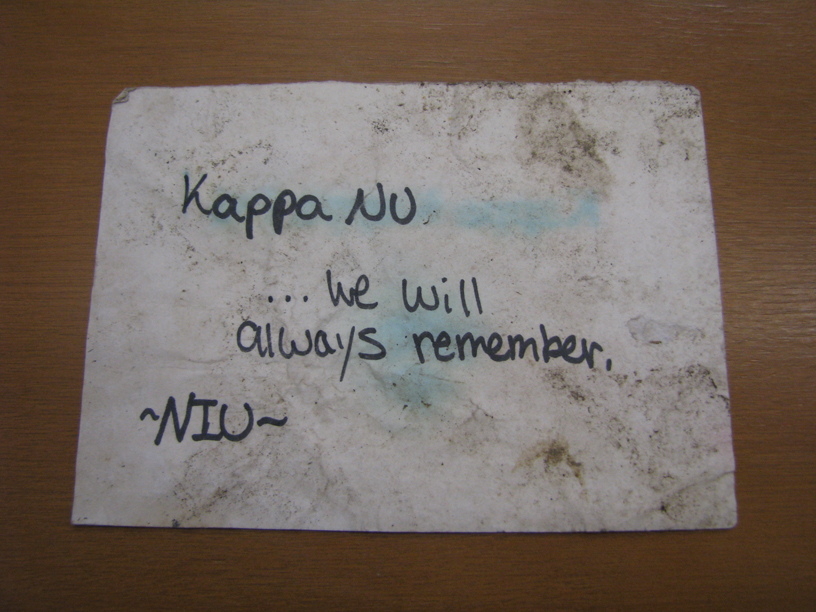 Kappa NU
... we will
always remember.
~NIU~